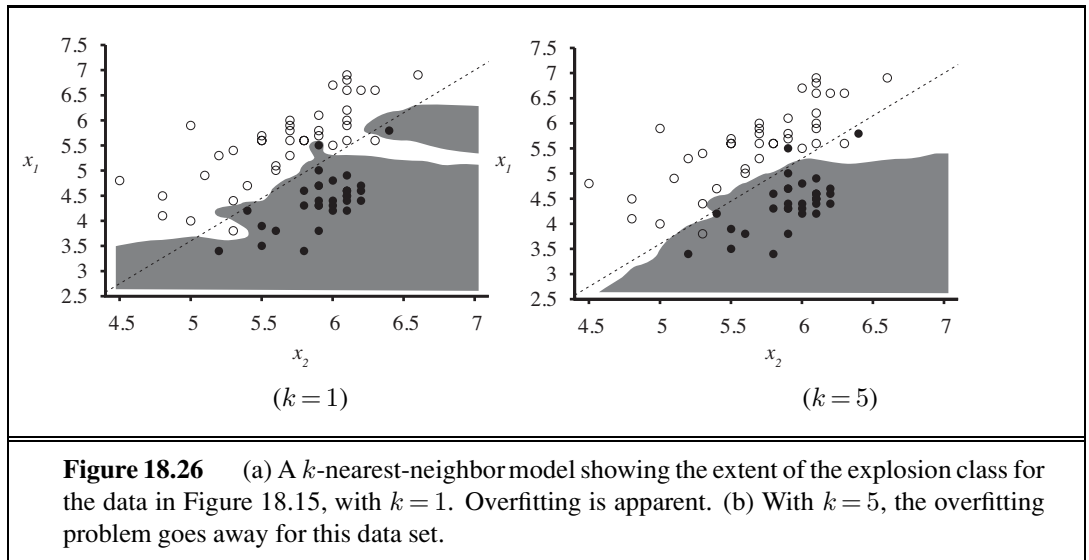 7.5
7
6.5
6
5.5
5
4.5
4
3.5
3
2.5
x1
4.5 5 5.5 6 6.5 7
x2
(k = 1)
7.5
7
6.5
6
5.5
5
4.5
4
3.5
3
2.5
x1
4.5 5 5.5 6 6.5 7
x2
(k = 5)
Figure 18.26 (a) A k-nearest-neighbor model showing the extent of the explosion class for
the data in Figure 18.15, with k = 1. Overfitting is apparent. (b) With k = 5, the overfitting
problem goes away for this data set.